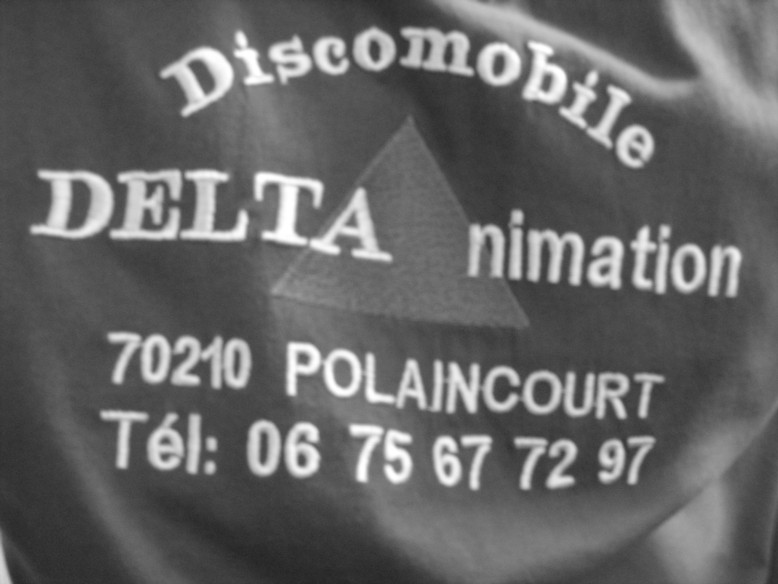 Discomobile
DELTA nimation
70210 POLAINCOURT
Tél: 06 75 67 72 97